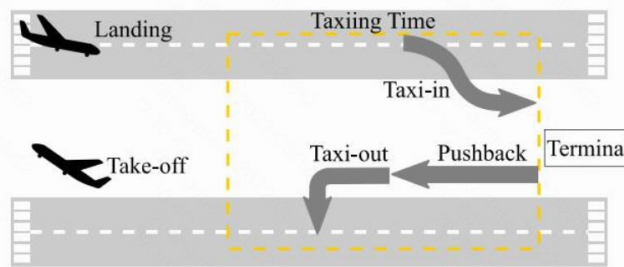 Landing
Taxiing Time
Taxi-in
Take-off
Taxi-out
Pushback
Termina